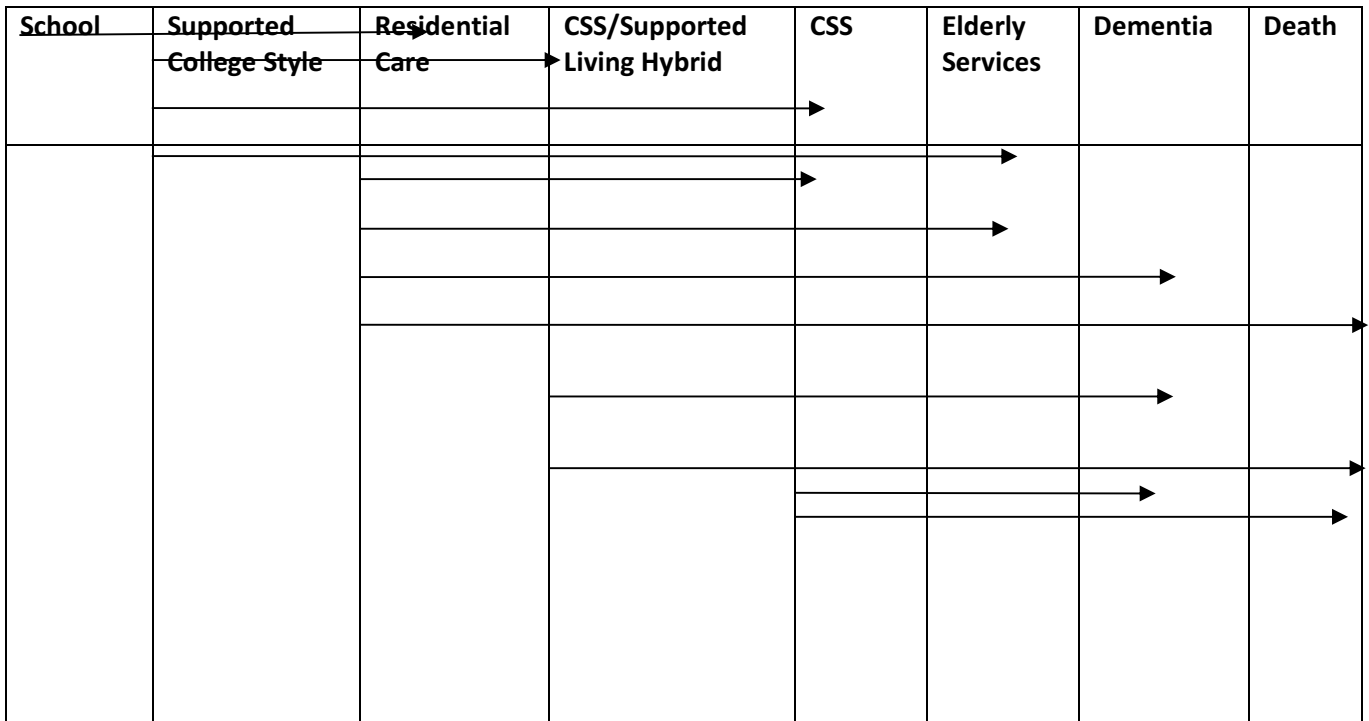 School Supported Residential CSS/Supported CSS Elderly Dementia Death
College Style Care Living Hybrid Services